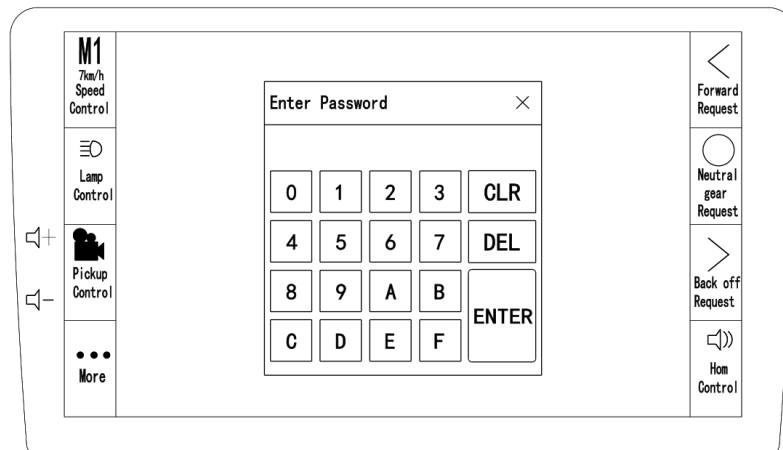 M1
7km/h
Speed
Control
Lamp
Control
Pickup
Control
More
Enter Password ×
0 1 2 3 CLR
4 5 6 7 DEL
8 9 A B
ENTER
C D E F
Forward
Request
Neutral
gear
Request
Back off
Request
Hom
Control